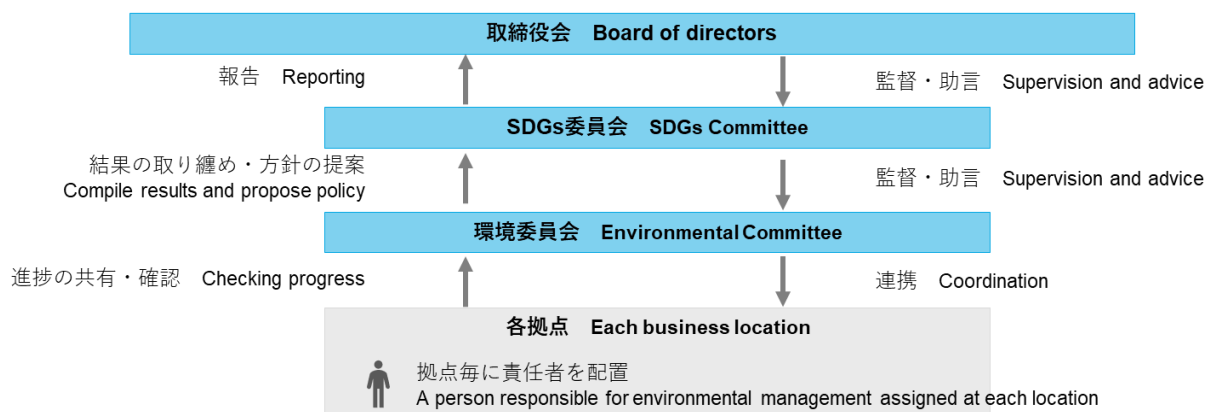 取締役会 Board of directors
報告 Reporting
監督・助言 Supervision and advice
SDGs委員会 SDGs Committee
結果の取り纏め・方針の提案
Compile results and propose policy
監督・助言 Supervision and advice
環境委員会 Environmental Committee
進捗の共有・確認 Checking progress
連携 Coordination
各拠点 Each business location
拠点毎に責任者を配置
A person responsible for environmental management assigned at each location